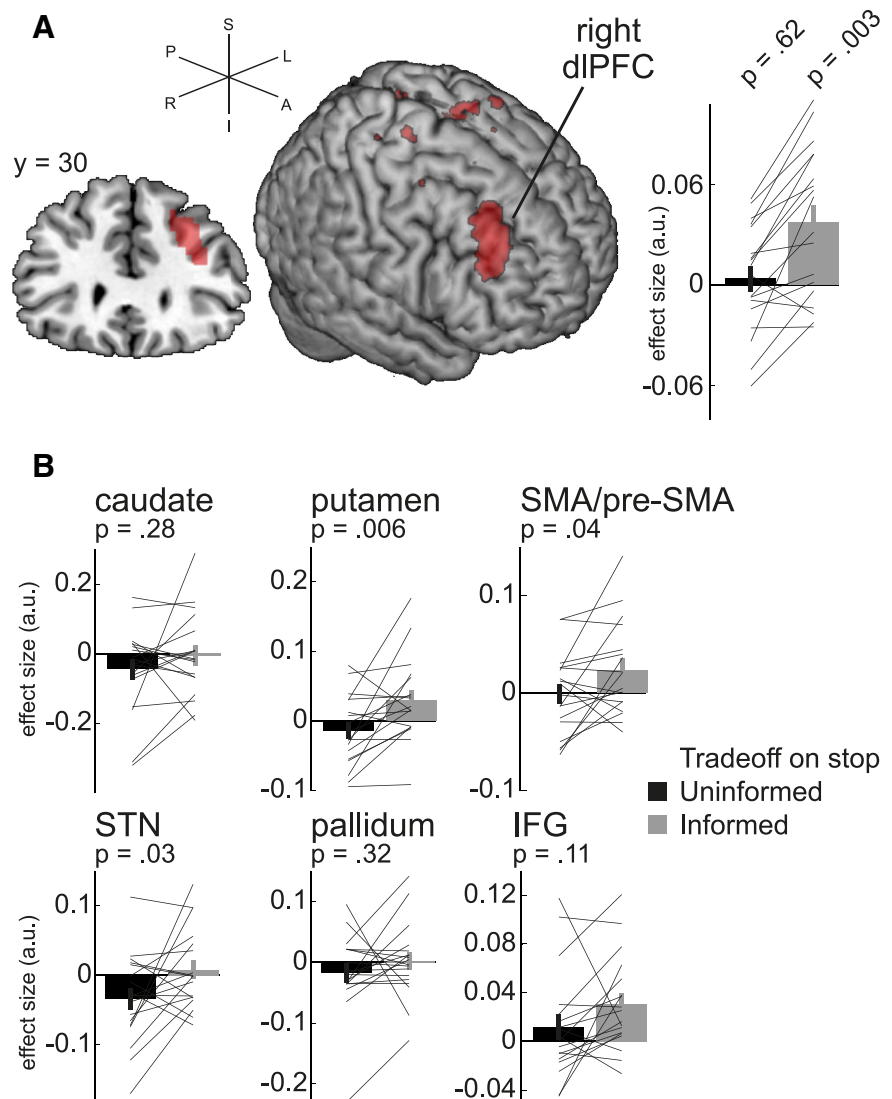 A
S
P
L
R
A
I
y = 30
right
dlPFC
p = .62
p = .003
effect size (a.u.)
0.06
0
-0.06
B
caudate
p = .28
effect size (a.u.)
0.2
0
-0.2
putamen
p = .006
0.2
0.1
0
-0.1
SMA/pre-SMA
p = .04
0.1
0
-0.1
Tradeoff on stop
Uninformed
Informed
STN
p = .03
effect size (a.u.)
0.1
0
-0.1
pallidum
p = .32
0.1
0
-0.1
-0.2
IFG
p = .11
0.12
0.08
0.04
0
-0.04